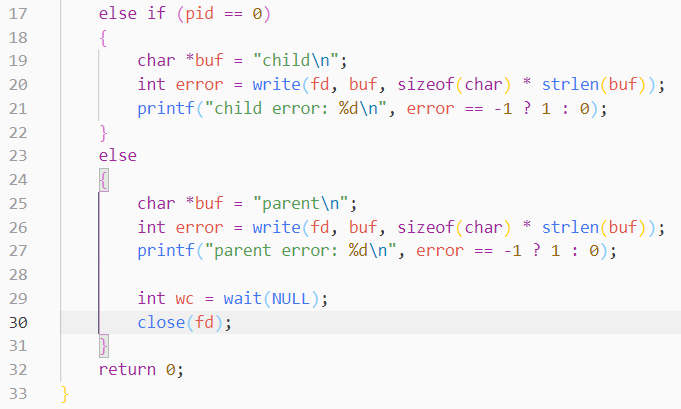 17 else if (pid == 0)
18 {
19 char *buf = "child\n";
20 int error = write(fd, buf, sizeof(char) * strlen(buf));
21 printf("child error: %d\n", error == -1 ? 1 : 0);
22 }
23 else
24 {
25 char *buf = "parent\n";
26 int error = write(fd, buf, sizeof(char) * strlen(buf));
27 printf("parent error: %d\n", error == -1 ? 1 : 0);
28
29 int wc = wait(NULL);
30 close(fd);
31 }
32 return 0;
33 }